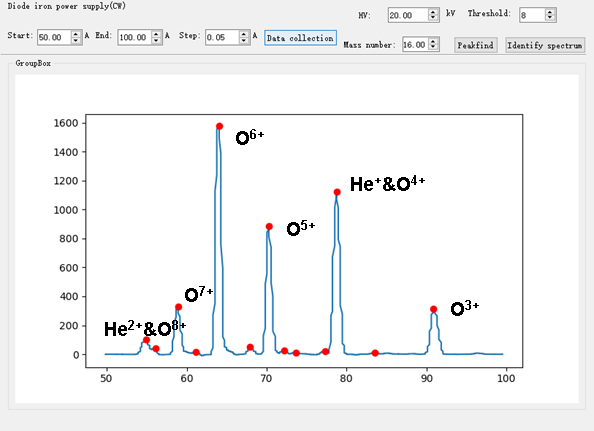 Diode iron power supply(CW)
HV: 20.00 kV Threshold: 8
Start: 50.00 A End: 100.00 A Step: 0.05 A Data collection
Mass number: 16.00 Peakfind Identify spectrum
GroupBox
1600
1400
1200
1000
800
600
400
200
0
50 60 70 80 90 100
O⁶⁺
He⁺&O⁴⁺
O⁵⁺
O⁷⁺
O³⁺
He²⁺&O⁸⁺